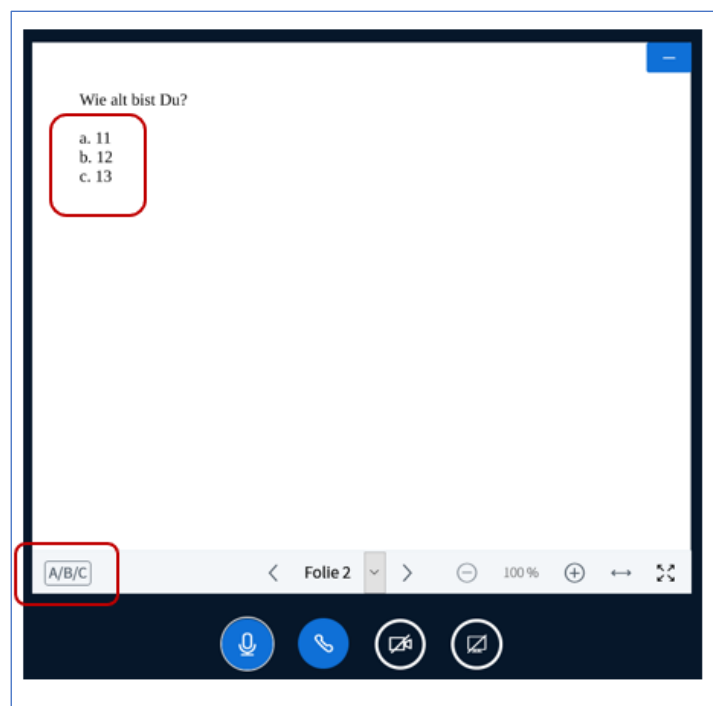 Wie alt bist Du?
a. 11
b. 12
c. 13
A/B/C Folie 2 100 %